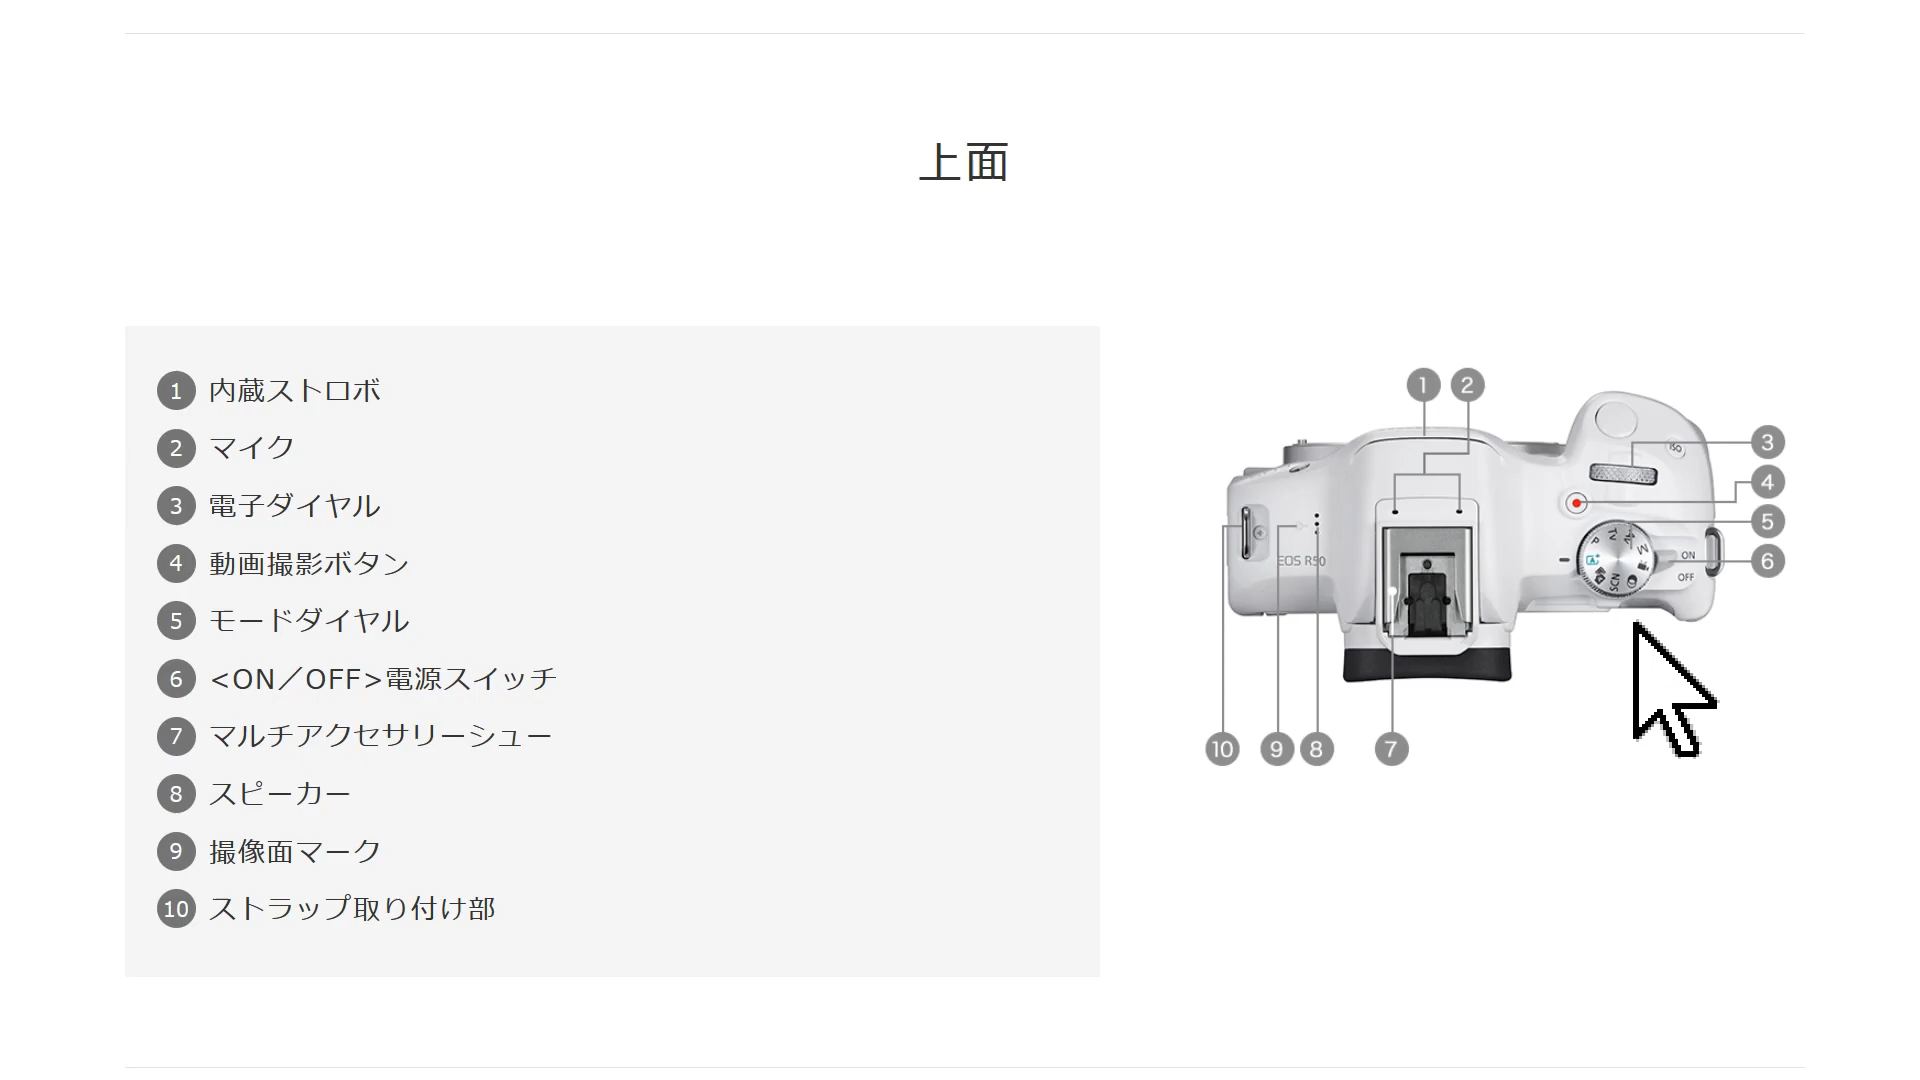 上面
1 内蔵ストロボ
2 マイク
3 電子ダイヤル
4 動画撮影ボタン
5 モードダイヤル
6 <ON／OFF>電源スイッチ
7 マルチアクセサリーシュー
8 スピーカー
9 撮像面マーク
10 ストラップ取り付け部
1 2
ISO
3
4
5
6
ON
OFF
Av
Tv
P
M
A+
SCN
EOS R50
10 9 8 7